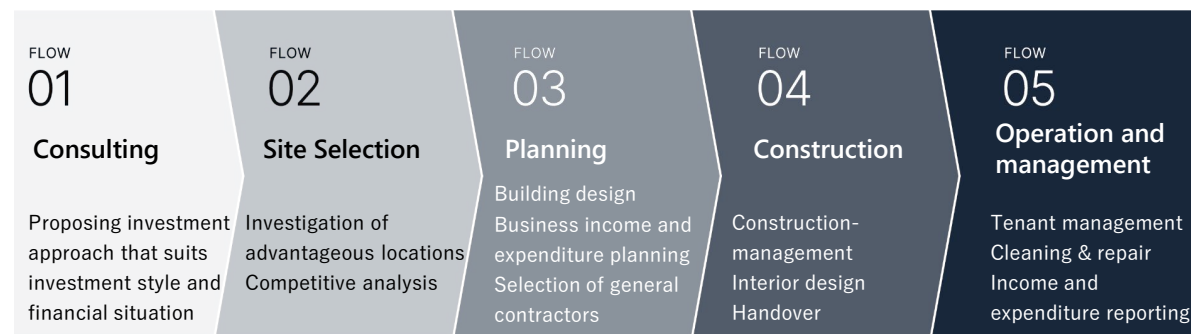 FLOW
01
Consulting
Proposing investment
approach that suits
investment style and
financial situation
FLOW
02
Site Selection
Investigation of
advantageous locations
Competitive analysis
FLOW
03
Planning
Building design
Business income and
expenditure planning
Selection of general
contractors
FLOW
04
Construction
Construction-
management
Interior design
Handover
FLOW
05
Operation and
management
Tenant management
Cleaning & repair
Income and
expenditure reporting